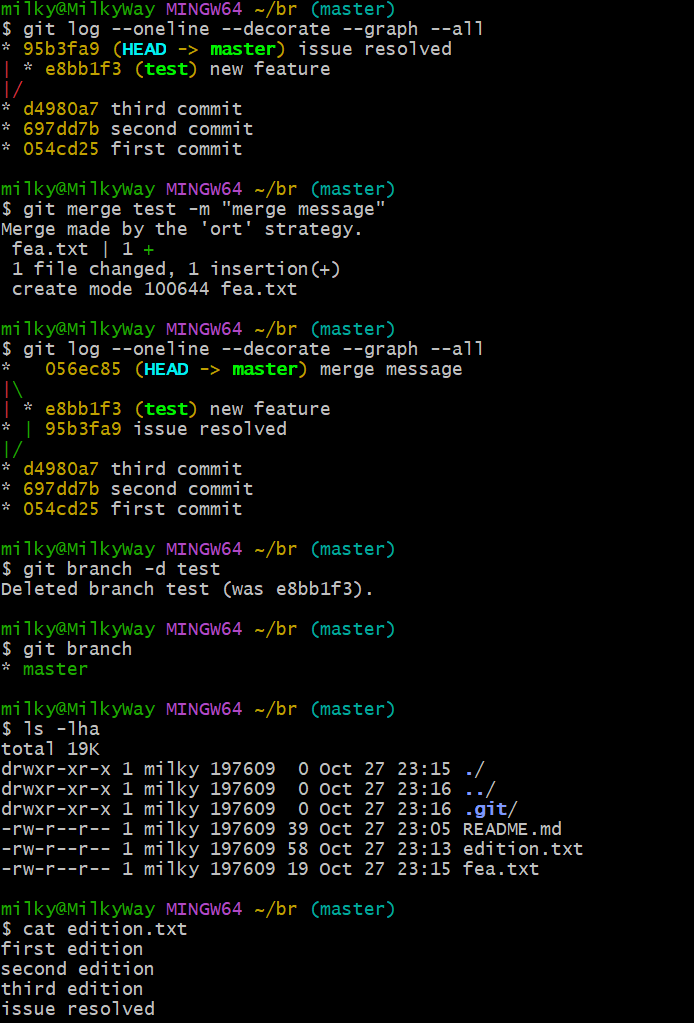 milky@MilkyWay MINGW64 ~/br (master)
$ git log --oneline --decorate --graph --all
* 95b3fa9 (HEAD -> master) issue resolved
| * e8bb1f3 (test) new feature
|/
* d4980a7 third commit
* 697dd7b second commit
* 054cd25 first commit

milky@MilkyWay MINGW64 ~/br (master)
$ git merge test -m "merge message"
Merge made by the 'ort' strategy.
 fea.txt | 1 +
 1 file changed, 1 insertion(+)
 create mode 100644 fea.txt

milky@MilkyWay MINGW64 ~/br (master)
$ git log --oneline --decorate --graph --all
*   056ec85 (HEAD -> master) merge message
|\
| * e8bb1f3 (test) new feature
* | 95b3fa9 issue resolved
|/
* d4980a7 third commit
* 697dd7b second commit
* 054cd25 first commit

milky@MilkyWay MINGW64 ~/br (master)
$ git branch -d test
Deleted branch test (was e8bb1f3).

milky@MilkyWay MINGW64 ~/br (master)
$ git branch
* master

milky@MilkyWay MINGW64 ~/br (master)
$ ls -lha
total 19K
drwxr-xr-x 1 milky 197609  0 Oct 27 23:15 ./
drwxr-xr-x 1 milky 197609  0 Oct 27 23:16 ../
drwxr-xr-x 1 milky 197609  0 Oct 27 23:16 .git/
-rw-r--r-- 1 milky 197609 39 Oct 27 23:05 README.md
-rw-r--r-- 1 milky 197609 58 Oct 27 23:13 edition.txt
-rw-r--r-- 1 milky 197609 19 Oct 27 23:15 fea.txt

milky@MilkyWay MINGW64 ~/br (master)
$ cat edition.txt
first edition
second edition
third edition
issue resolved